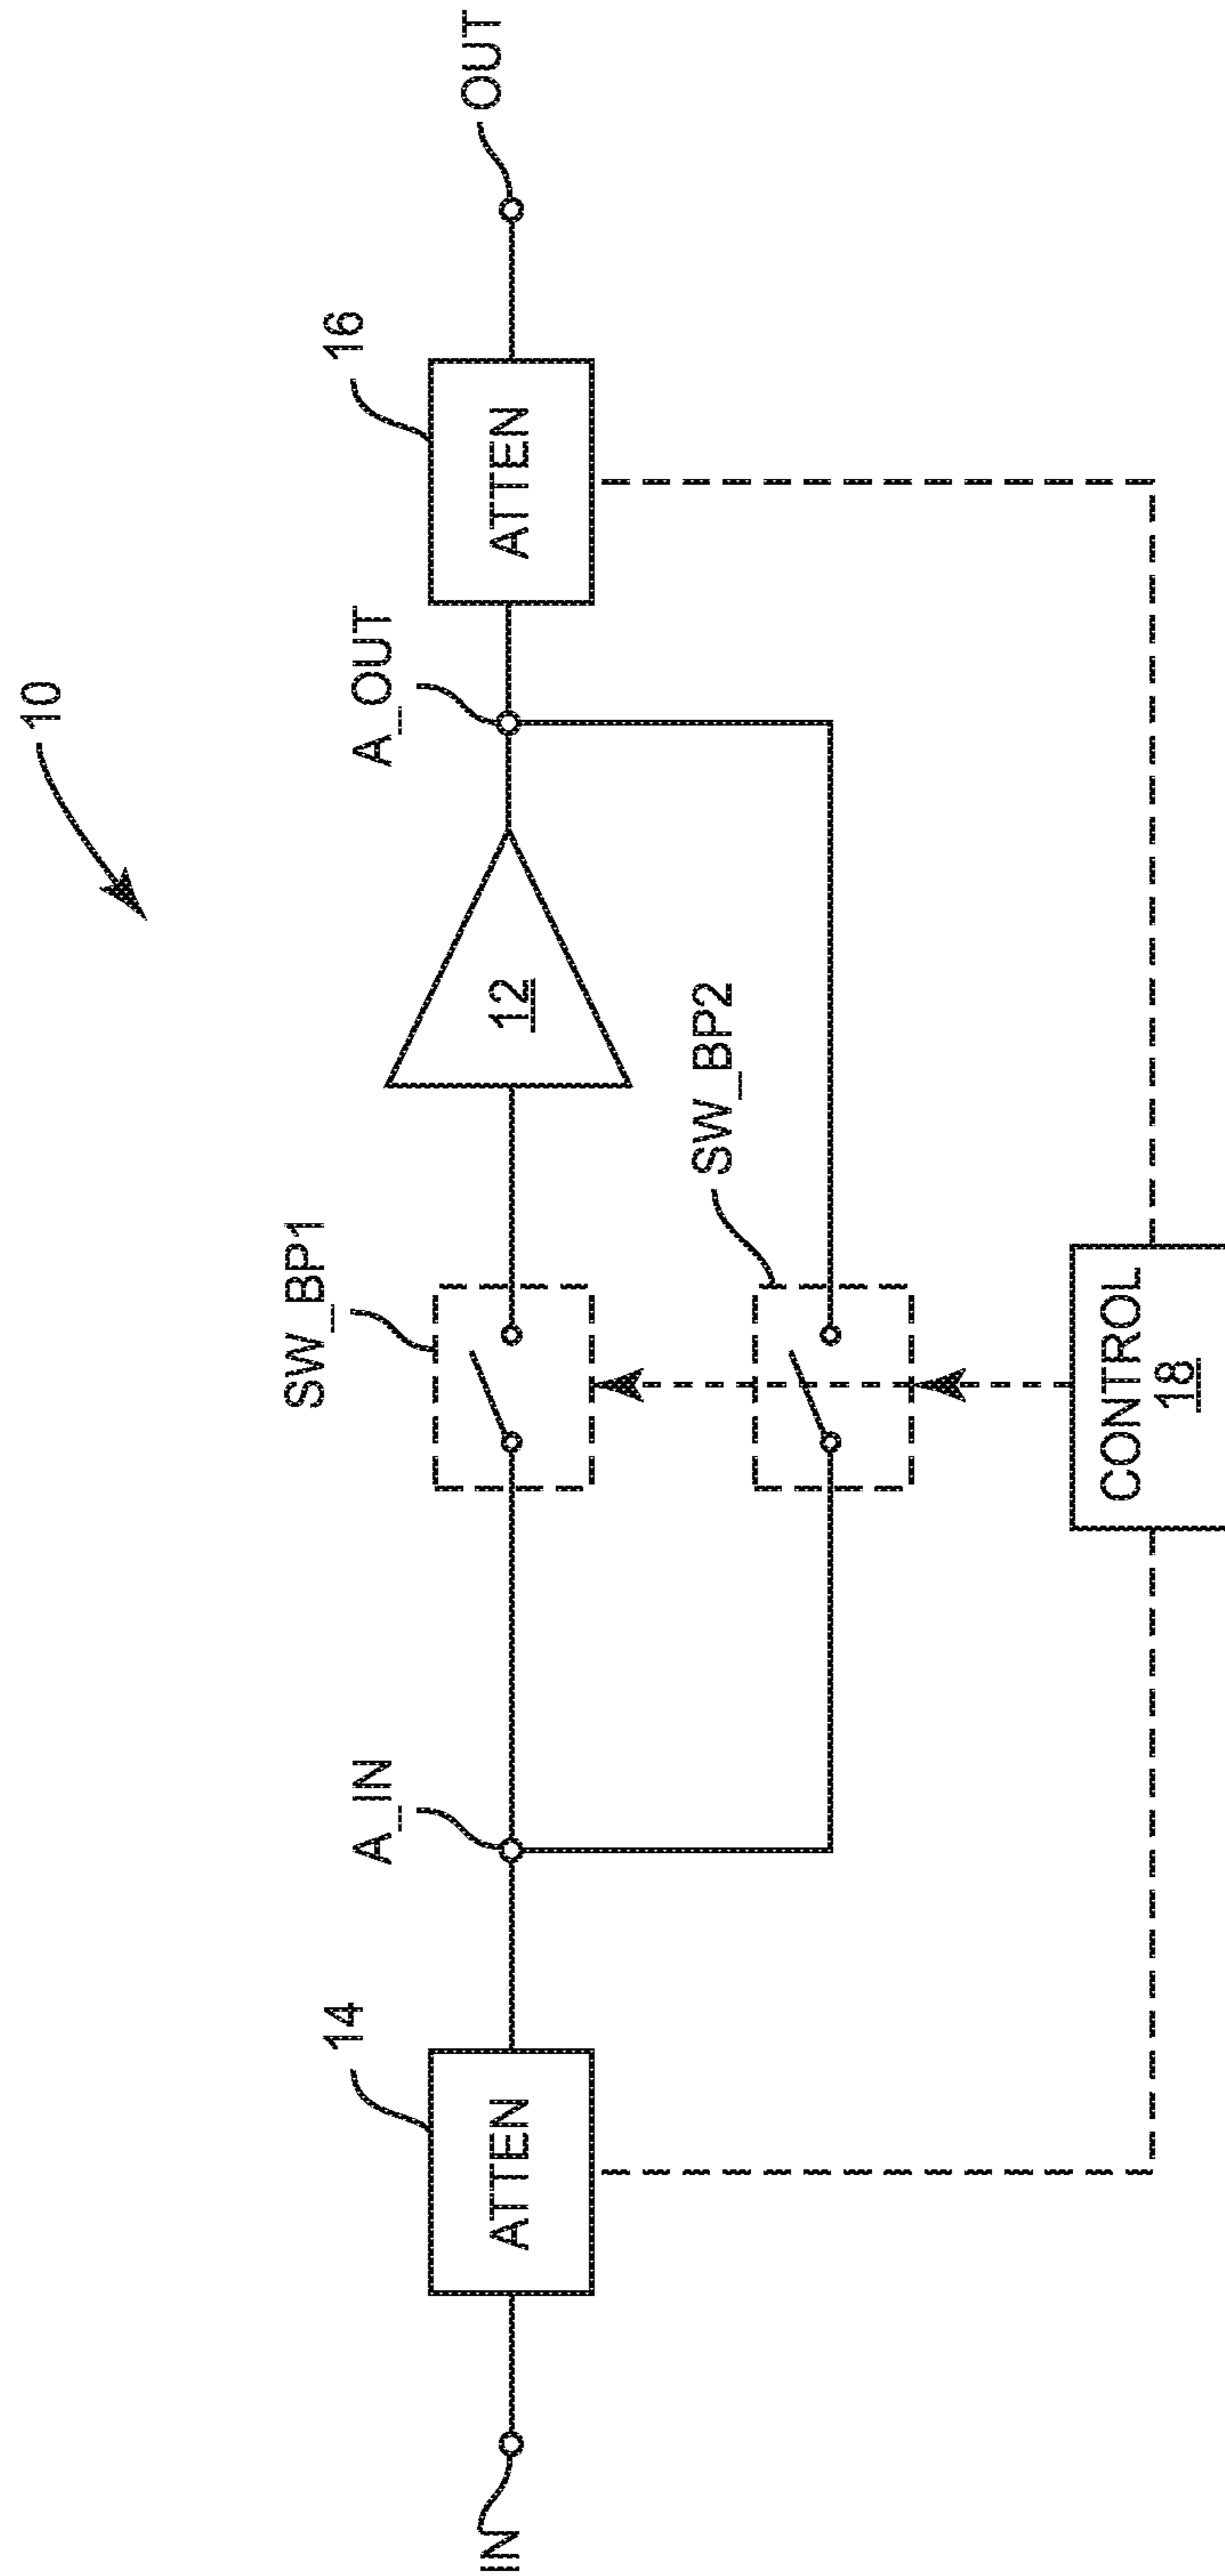 10
IN
14
ATTEN
A_IN
SW_BP1
SW_BP2
12
A_OUT
16
ATTEN
OUT
CONTROL
18